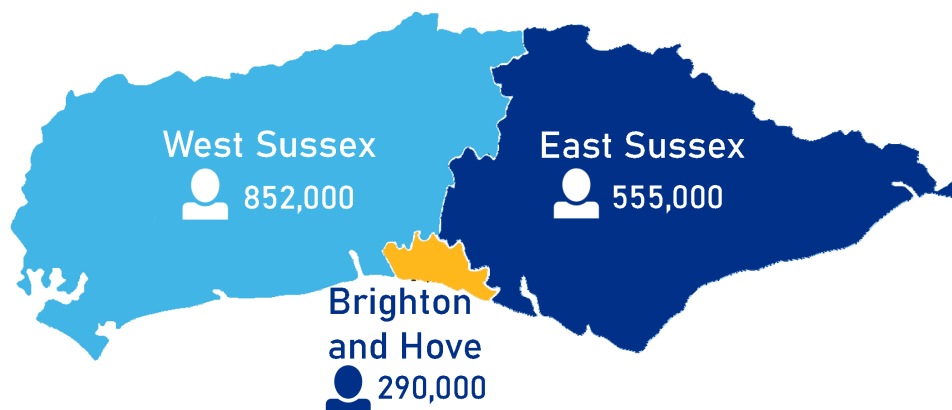 West Sussex
852,000
East Sussex
555,000
Brighton
and Hove
290,000